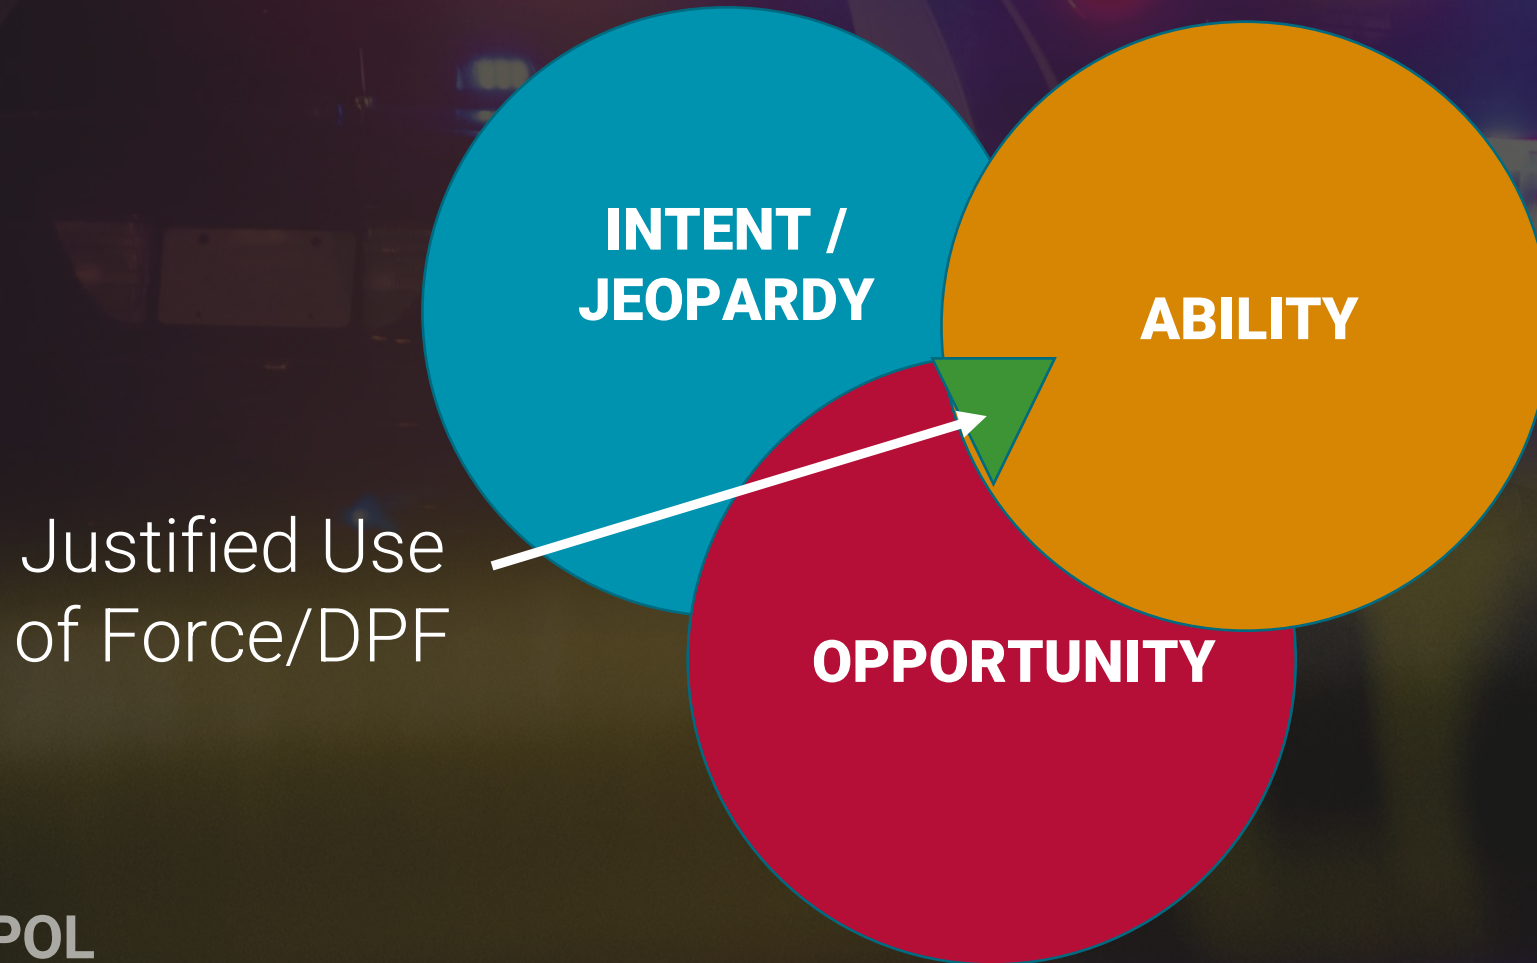 INTENT /
JEOPARDY
ABILITY
Justified Use
of Force/DPF
OPPORTUNITY
POL